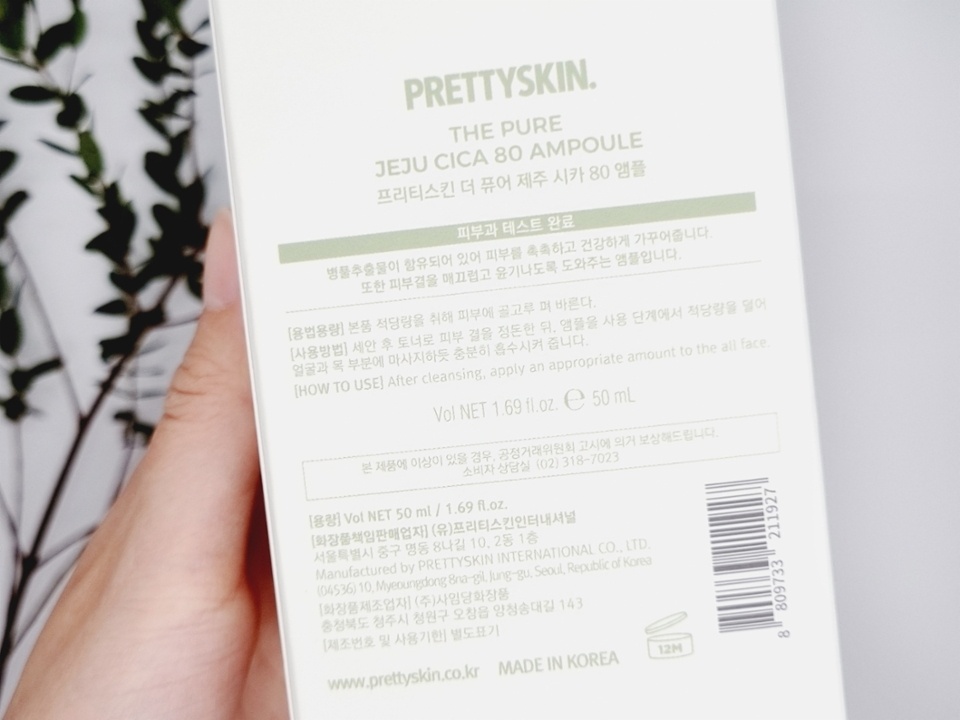 PRETTYSKIN.
THE PURE
JEJU CICA 80 AMPOULE
프리티스킨 더 퓨어 제주 시카 80 앰플
피부과 테스트 완료
병풀추출물이 함유되어 있어 피부를 촉촉하고 건강하게 가꾸어줍니다.
또한 피부결을 매끄럽고 윤기나도록 도와주는 앰플입니다.
[용법용량] 본품 적당량을 취해 피부에 골고루 펴 바른다.
[사용방법] 세안 후 토너로 피부 결을 정돈한 뒤, 앰플을 사용 단계에서 적당량을 덜어
얼굴과 목 부분에 마사지하듯 충분히 흡수시켜 줍니다.
[HOW TO USE] After cleansing, apply an appropriate amount to the all face.
Vol NET 1.69 fl.oz. ℮ 50 mL
본 제품에 이상이 있을 경우, 공정거래위원회 고시에 의거 보상해드립니다.
소비자 상담실 (02) 318-7023
[용량] Vol NET 50 ml / 1.69 fl.oz.
[화장품책임판매업자] (유)프리티스킨인터내셔널
서울특별시 중구 명동 8나길 10, 2동 1층
Manufactured by PRETTYSKIN INTERNATIONAL CO., LTD.
(04536) 10, Myeoungdong 8na-gil, Jung-gu, Seoul, Republic of Korea
[화장품제조업자] (주)사임당화장품
충청북도 청주시 청원구 오창읍 양청송대길 143
[제조번호 및 사용기한] 별도표기
www.prettyskin.co.kr MADE IN KOREA
12M
8 809733 211927